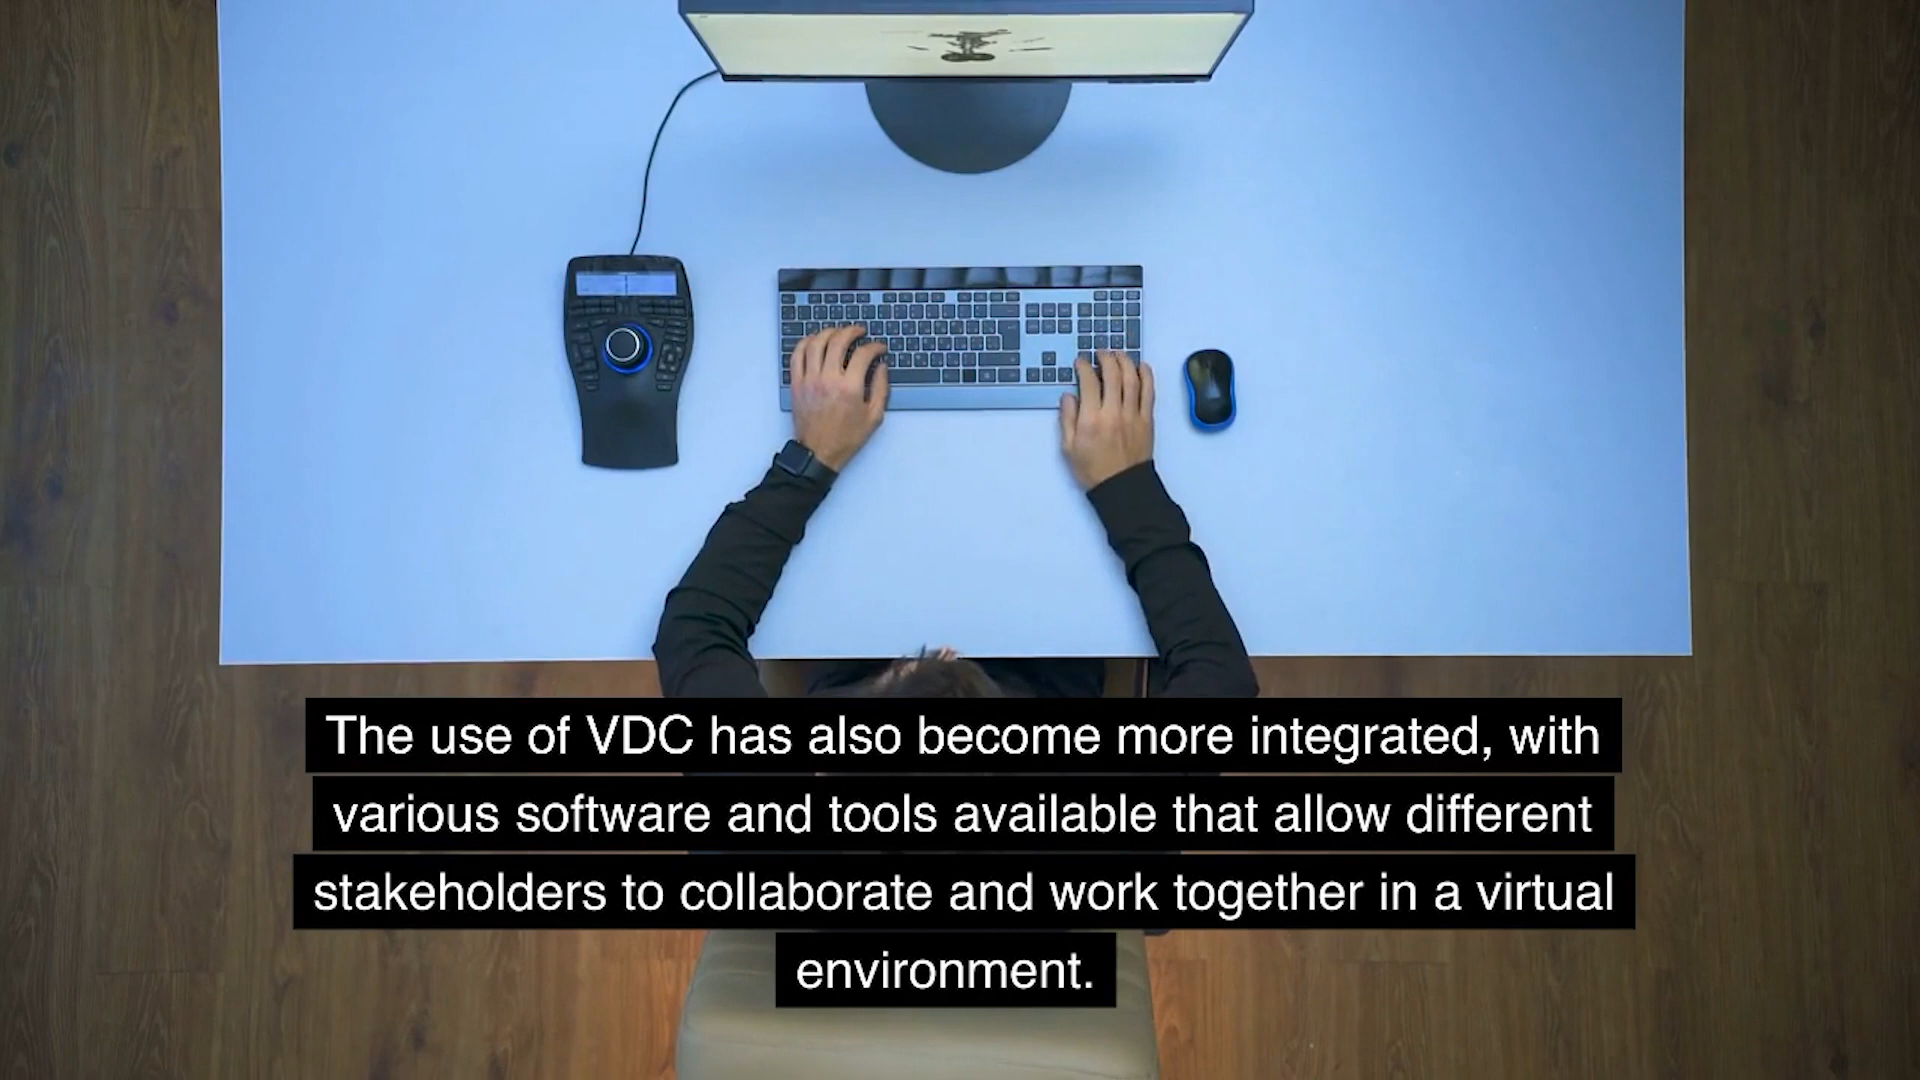 The use of VDC has also become more integrated, with
various software and tools available that allow different
stakeholders to collaborate and work together in a virtual
environment.